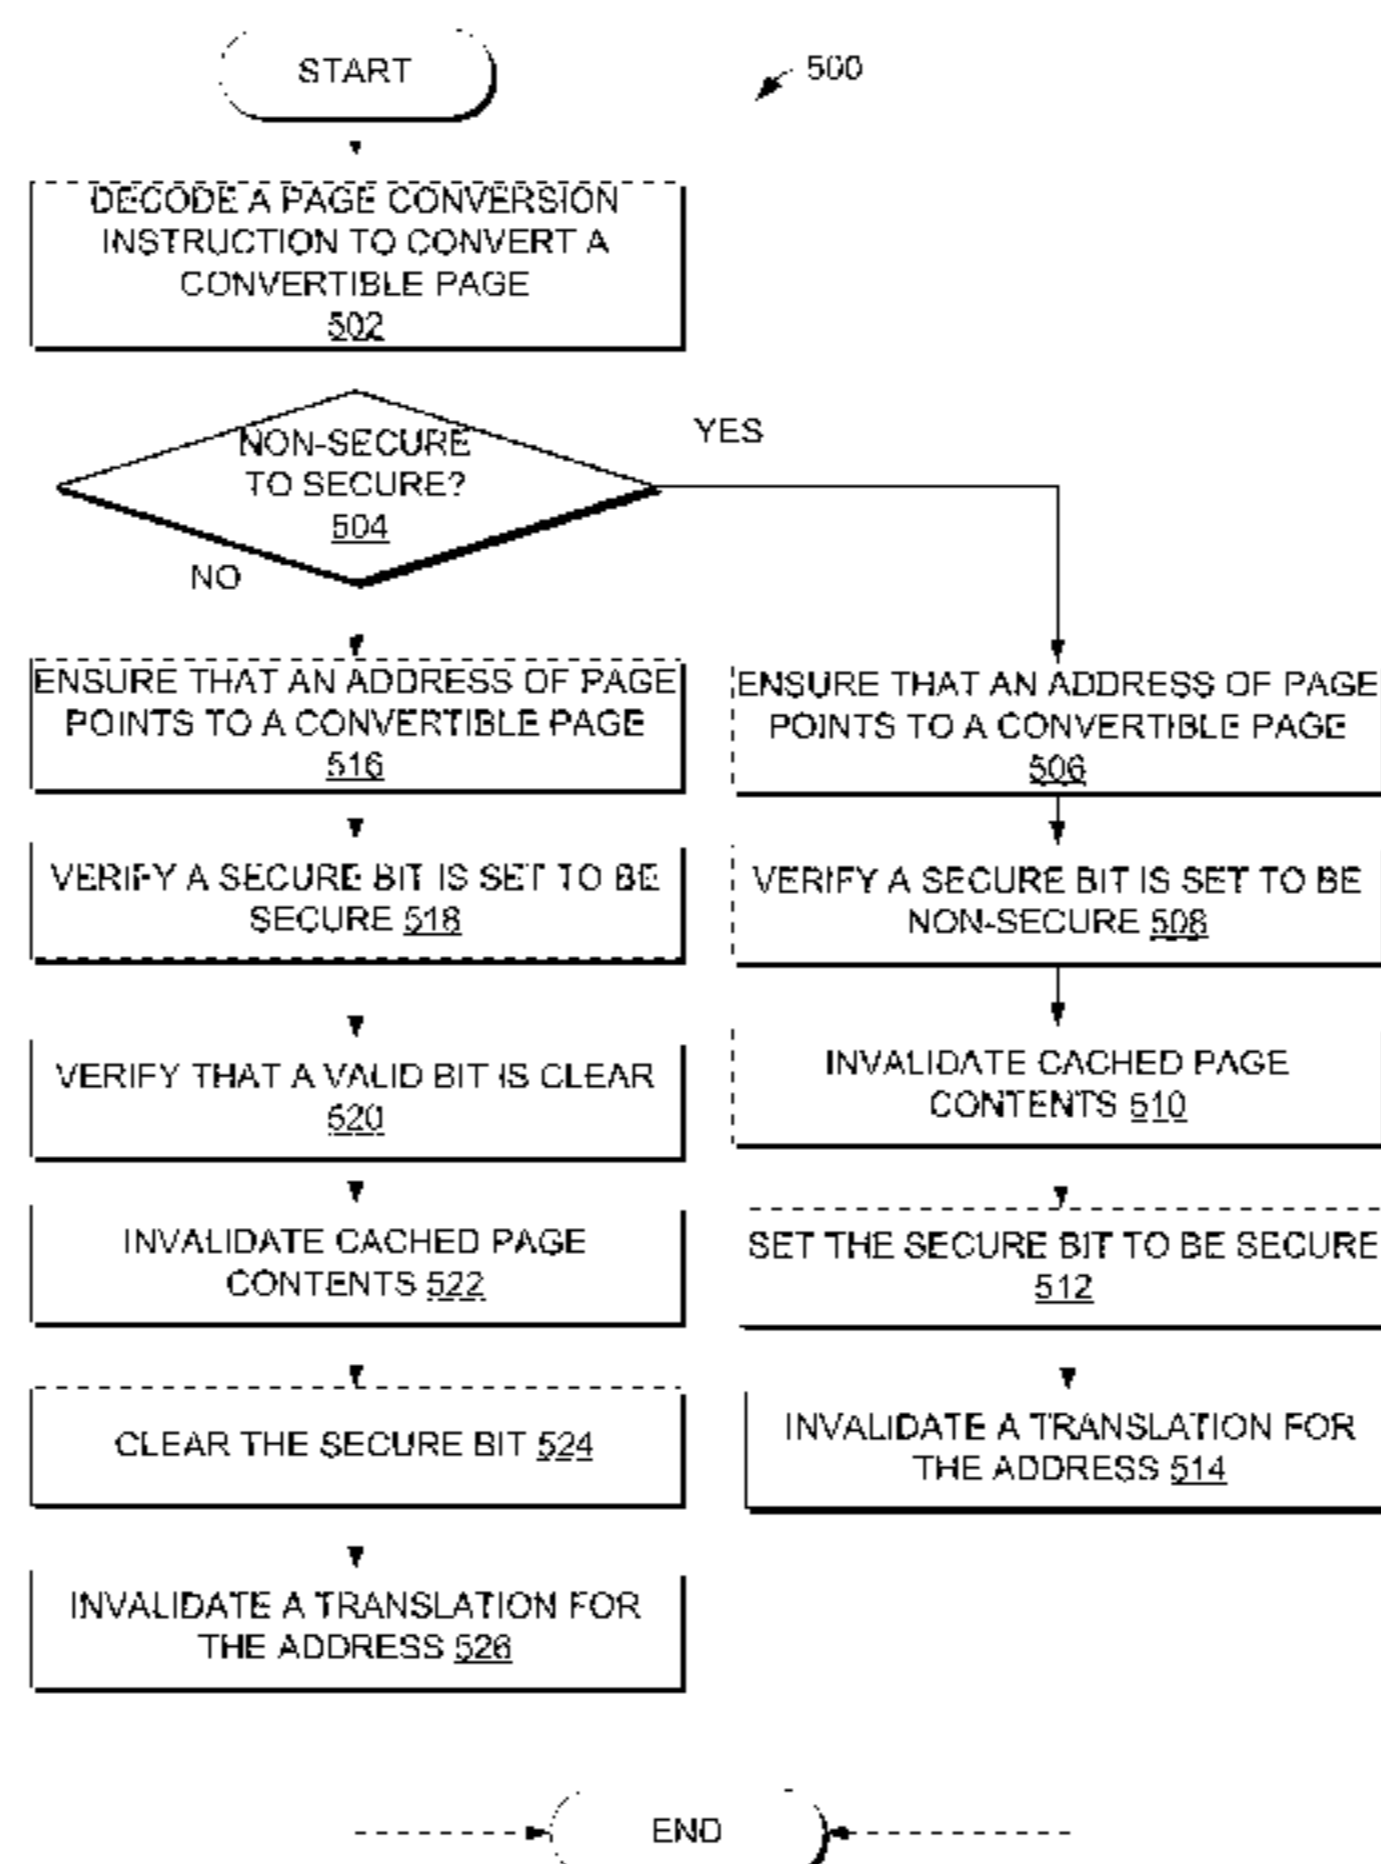 START
500
DECODE A PAGE CONVERSION
INSTRUCTION TO CONVERT A
CONVERTIBLE PAGE
502
NON-SECURE
TO SECURE?
504
YES
NO
ENSURE THAT AN ADDRESS OF PAGE
POINTS TO A CONVERTIBLE PAGE
516
VERIFY A SECURE BIT IS SET TO BE
SECURE 518
VERIFY THAT A VALID BIT IS CLEAR
520
INVALIDATE CACHED PAGE
CONTENTS 522
CLEAR THE SECURE BIT 524
INVALIDATE A TRANSLATION FOR
THE ADDRESS 526
ENSURE THAT AN ADDRESS OF PAGE
POINTS TO A CONVERTIBLE PAGE
506
VERIFY A SECURE BIT IS SET TO BE
NON-SECURE 508
INVALIDATE CACHED PAGE
CONTENTS 510
SET THE SECURE BIT TO BE SECURE
512
INVALIDATE A TRANSLATION FOR
THE ADDRESS 514
END